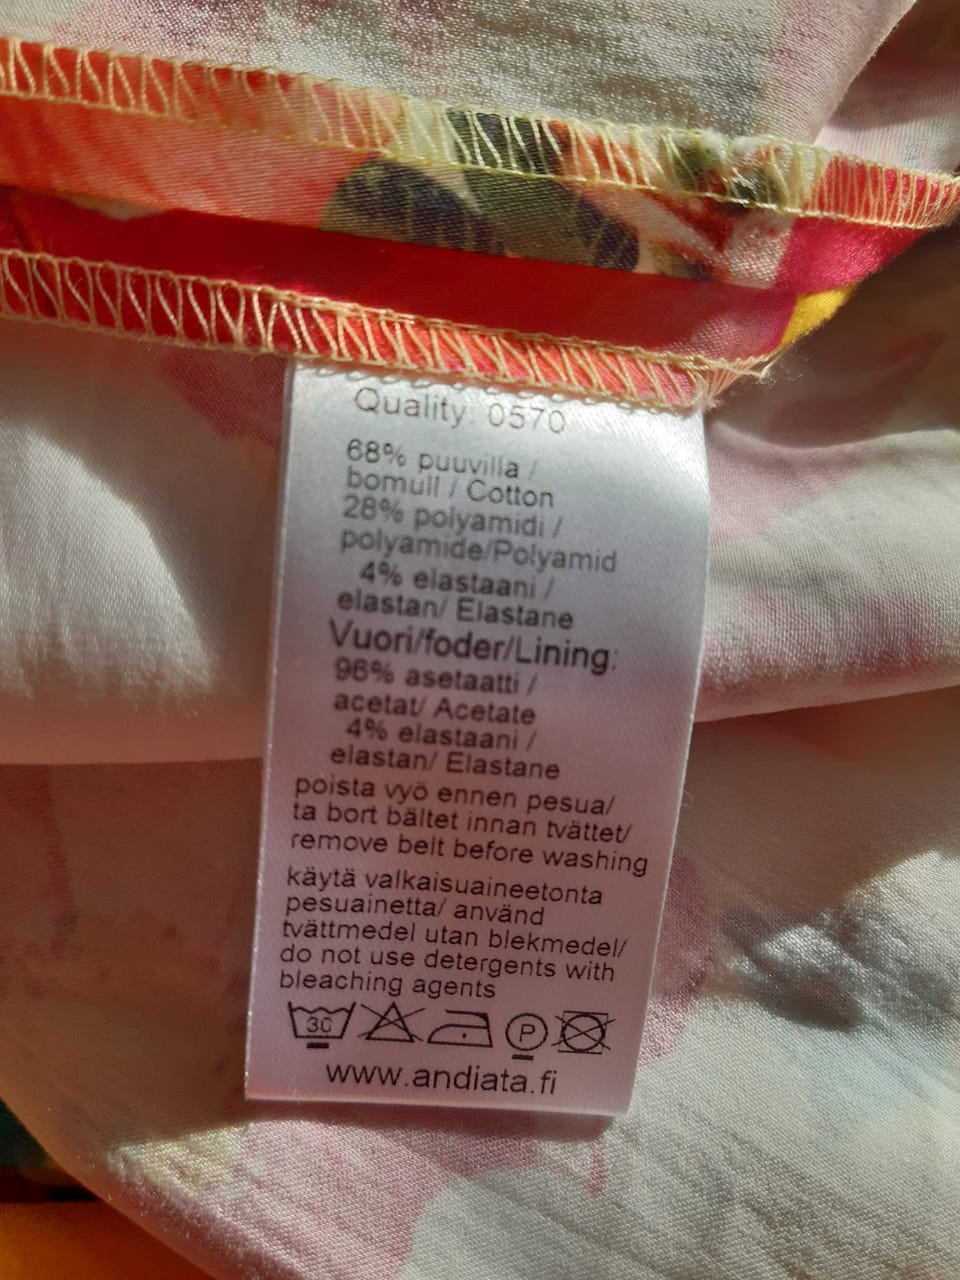 Quality: 0570
68% puuvilla /
bomull / Cotton
28% polyamidi /
polyamide/Polyamid
4% elastaani /
elastan/ Elastane
Vuori/foder/Lining:
96% asetaatti /
acetat/ Acetate
4% elastaani /
elastan/ Elastane
poista vyö ennen pesua/
ta bort bältet innan tvättet/
remove belt before washing
käytä valkaisuaineetonta
pesuainetta/ använd
tvättmedel utan blekmedel/
do not use detergents with
bleaching agents
30 P
www.andiata.fi